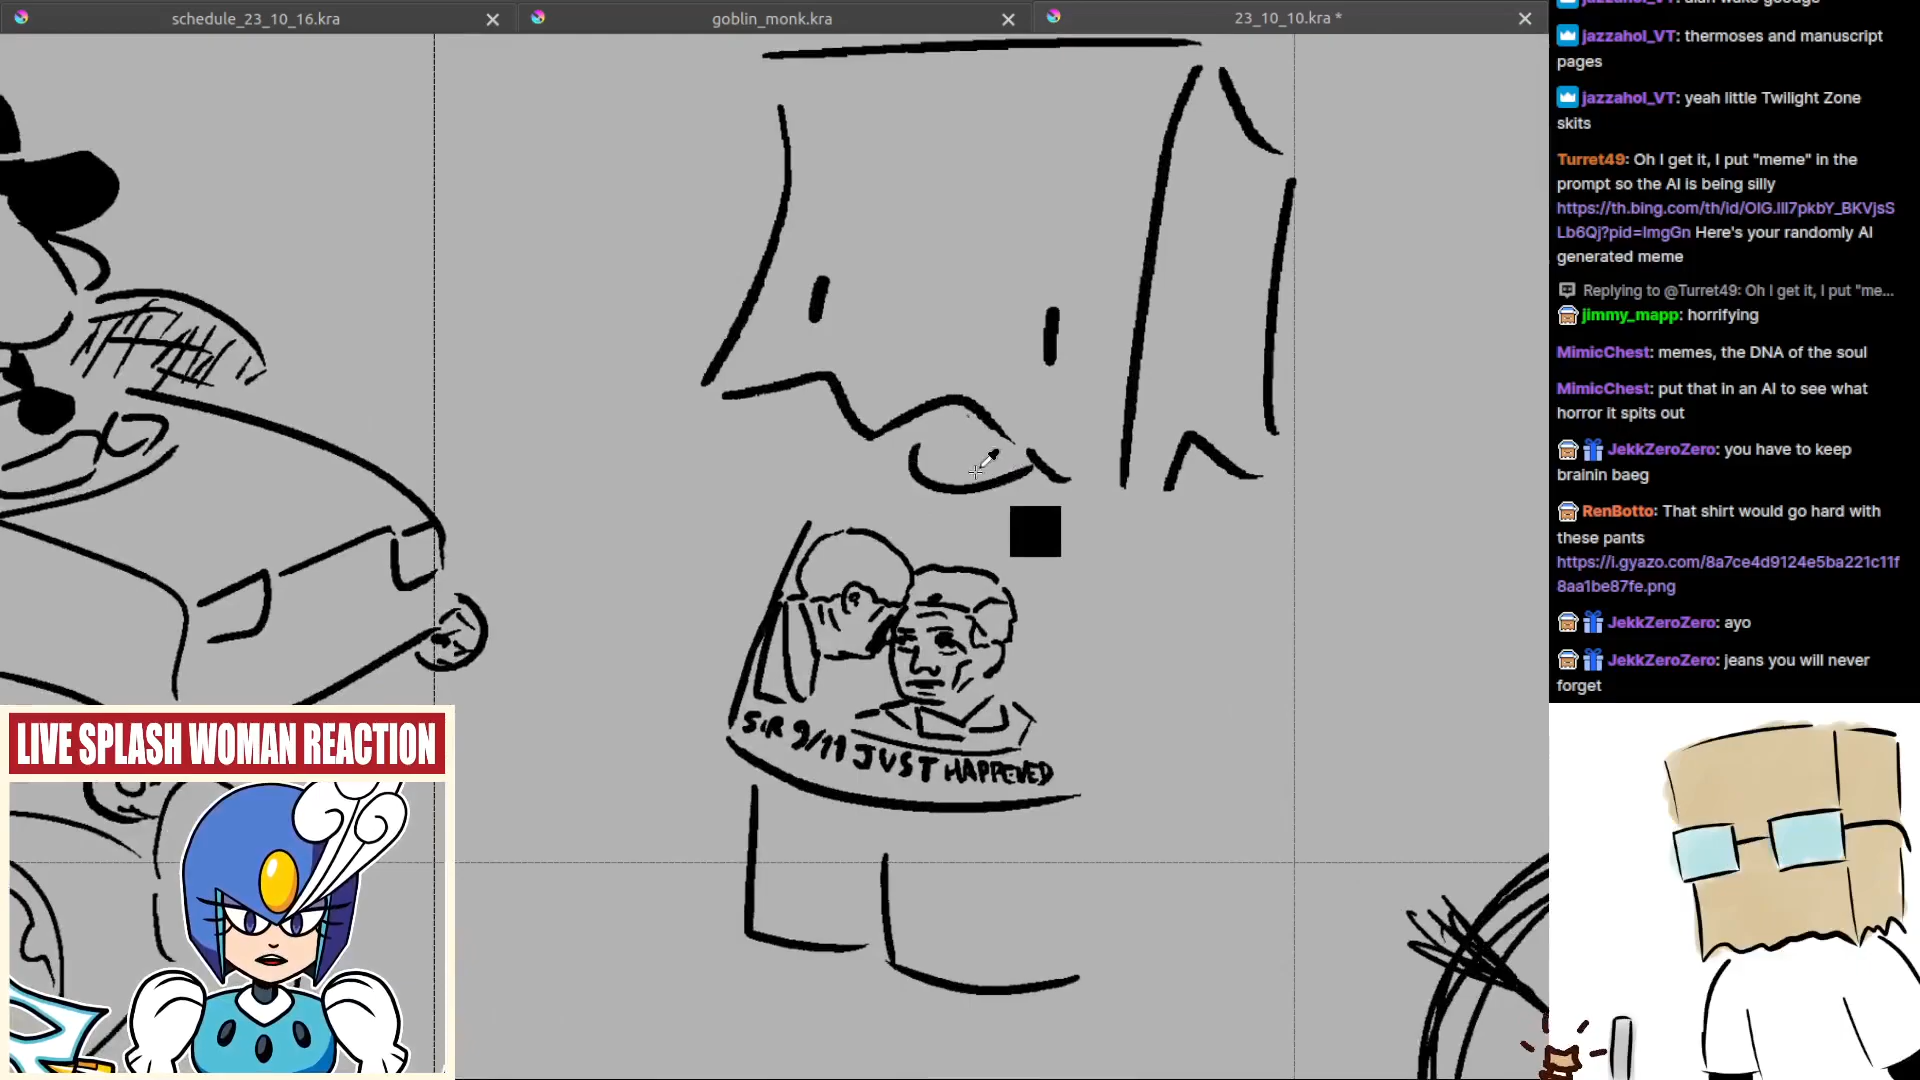 schedule_23_10_16.kra
goblin_monk.kra
23_10_10.kra *
jazzahol_VT: thermoses and manuscript
pages
jazzahol_VT: yeah little Twilight Zone
skits
Turret49: Oh I get it, I put "meme" in the
prompt so the AI is being silly
https://th.bing.com/th/id/OIG.lll7pkbY_BKVjsS
Lb6Qj?pid=ImgGn Here's your randomly AI
generated meme
Replying to @Turret49: Oh I get it, I put "me...
jimmy_mapp: horrifying
MimicChest: memes, the DNA of the soul
MimicChest: put that in an AI to see what
horror it spits out
JekkZeroZero: you have to keep
brainin baeg
RenBotto: That shirt would go hard with
these pants
https://i.gyazo.com/8a7ce4d9124e5ba221c11f
8aa1be87fe.png
JekkZeroZero: ayo
JekkZeroZero: jeans you will never
forget
SIR 9/11 JUST HAPPENED
LIVE SPLASH WOMAN REACTION